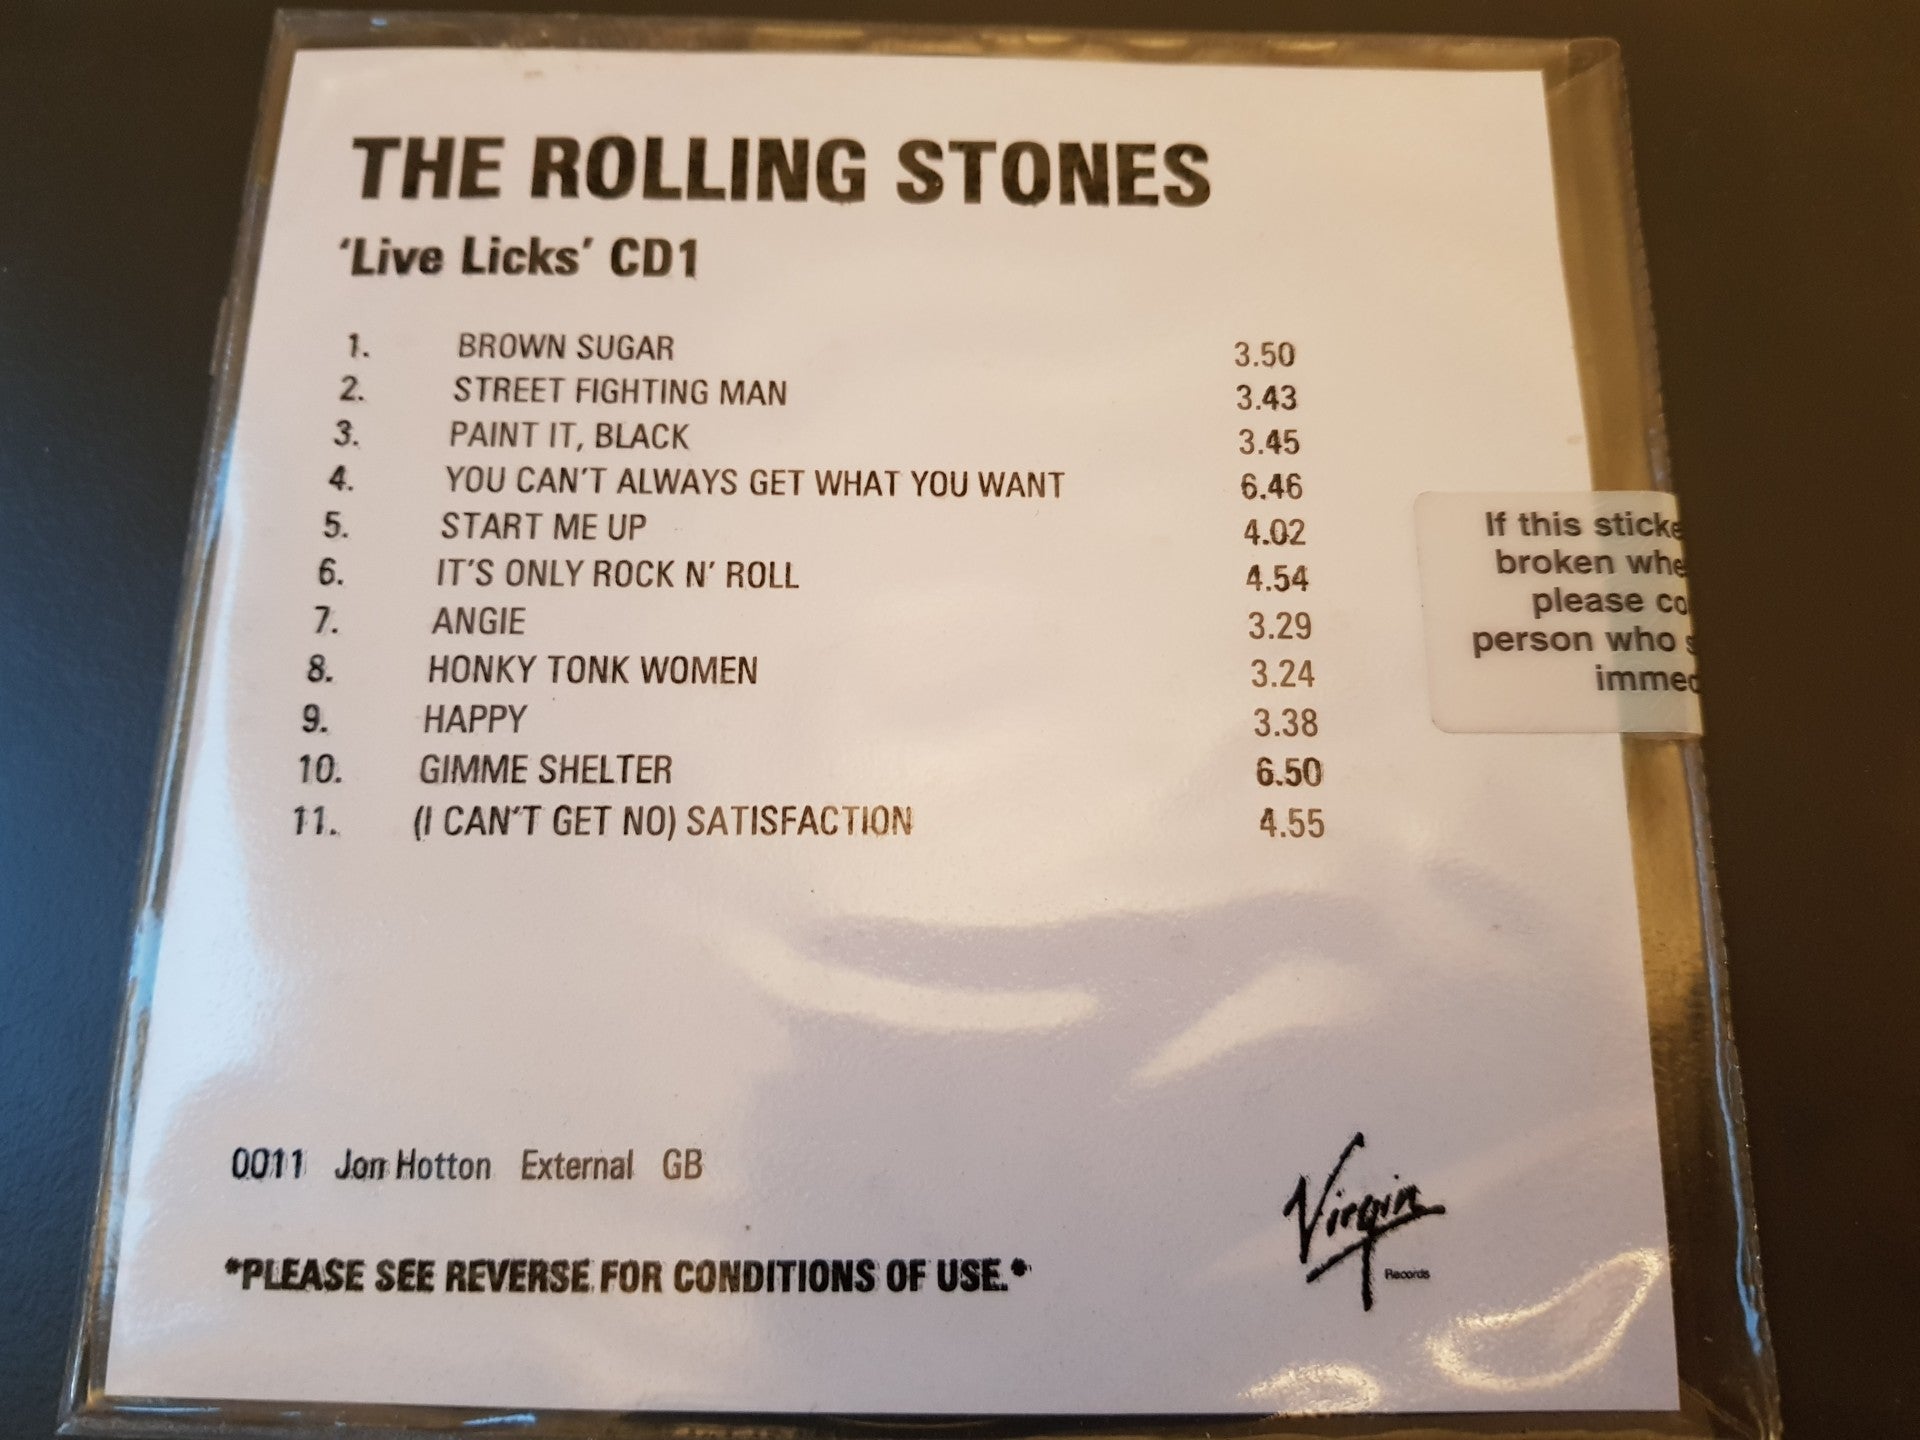 THE ROLLING STONES
'Live Licks' CD1
1. BROWN SUGAR 3.50
2. STREET FIGHTING MAN 3.43
3. PAINT IT, BLACK 3.45
4. YOU CAN'T ALWAYS GET WHAT YOU WANT 6.46
5. START ME UP 4.02
6. IT'S ONLY ROCK N' ROLL 4.54
7. ANGIE 3.29
8. HONKY TONK WOMEN 3.24
9. HAPPY 3.38
10. GIMME SHELTER 6.50
11. (I CAN'T GET NO) SATISFACTION 4.55
If this sticke
broken whe
please co
person who s
immed
0011 Jon Hotton External GB
*PLEASE SEE REVERSE FOR CONDITIONS OF USE.*
Virgin
Records